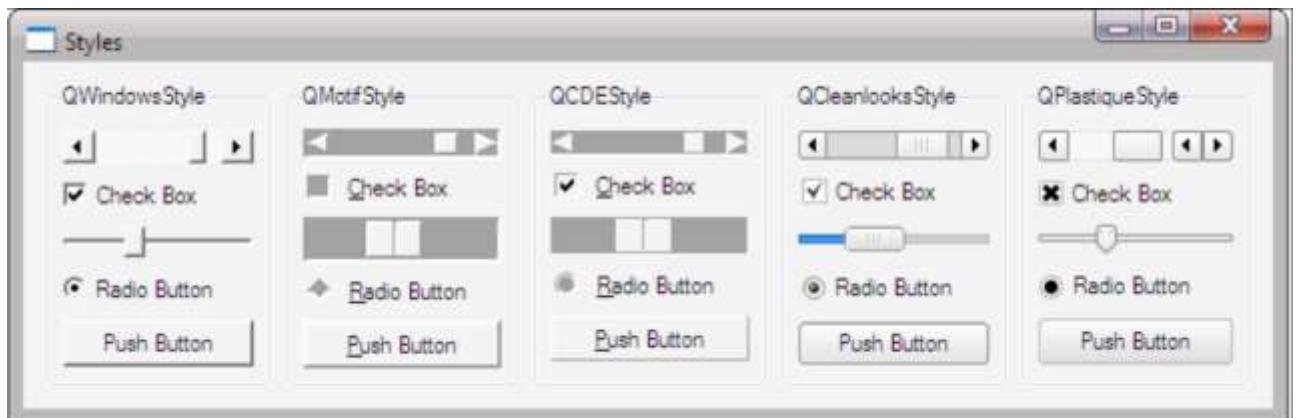 Styles
QWindowsStyle
Check Box
Radio Button
Push Button
QMotifStyle
Check Box
Radio Button
Push Button
QCDEStyle
Check Box
Radio Button
Push Button
QCleanlooksStyle
Check Box
Radio Button
Push Button
QPlastiqueStyle
Check Box
Radio Button
Push Button